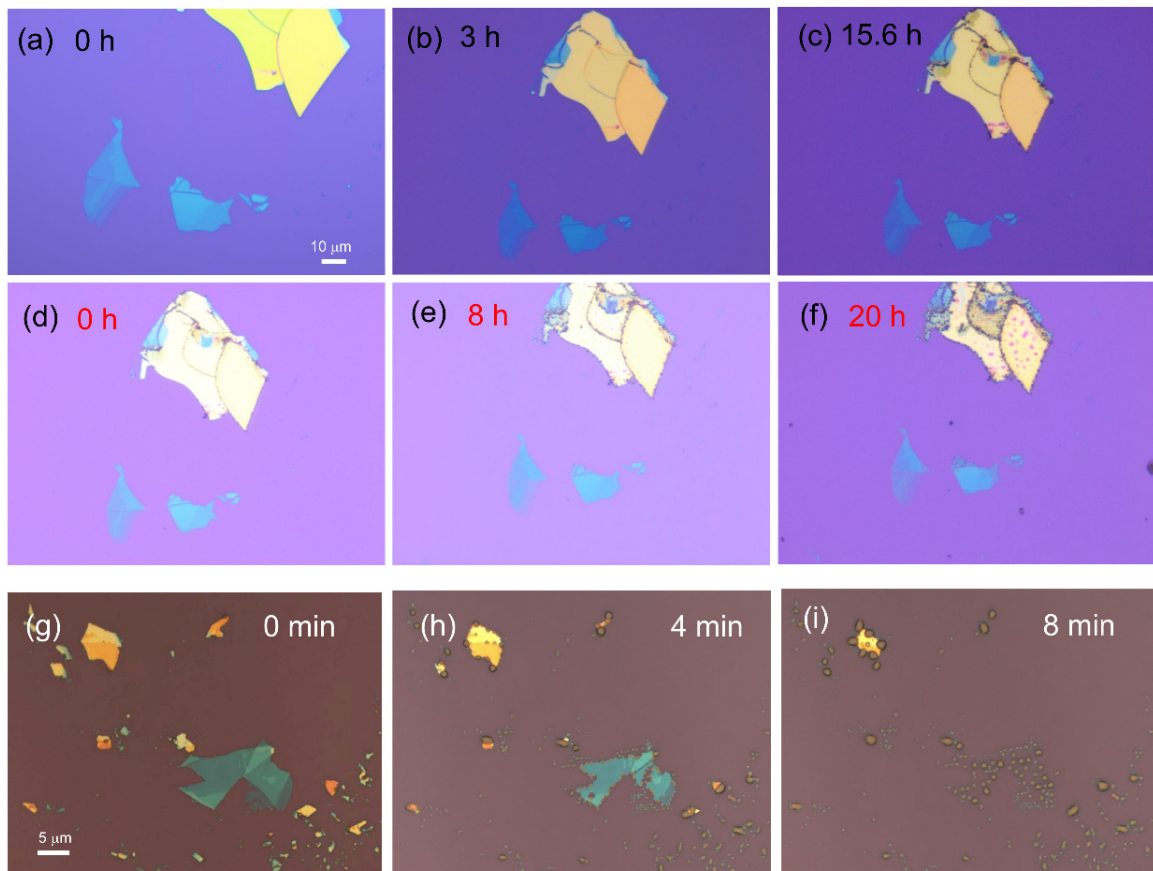 (a) 0 h
(b) 3 h
(c) 15.6 h
10 μm
(d) 0 h
(e) 8 h
(f) 20 h
(g) 0 min
(h) 4 min
(i) 8 min
5 μm